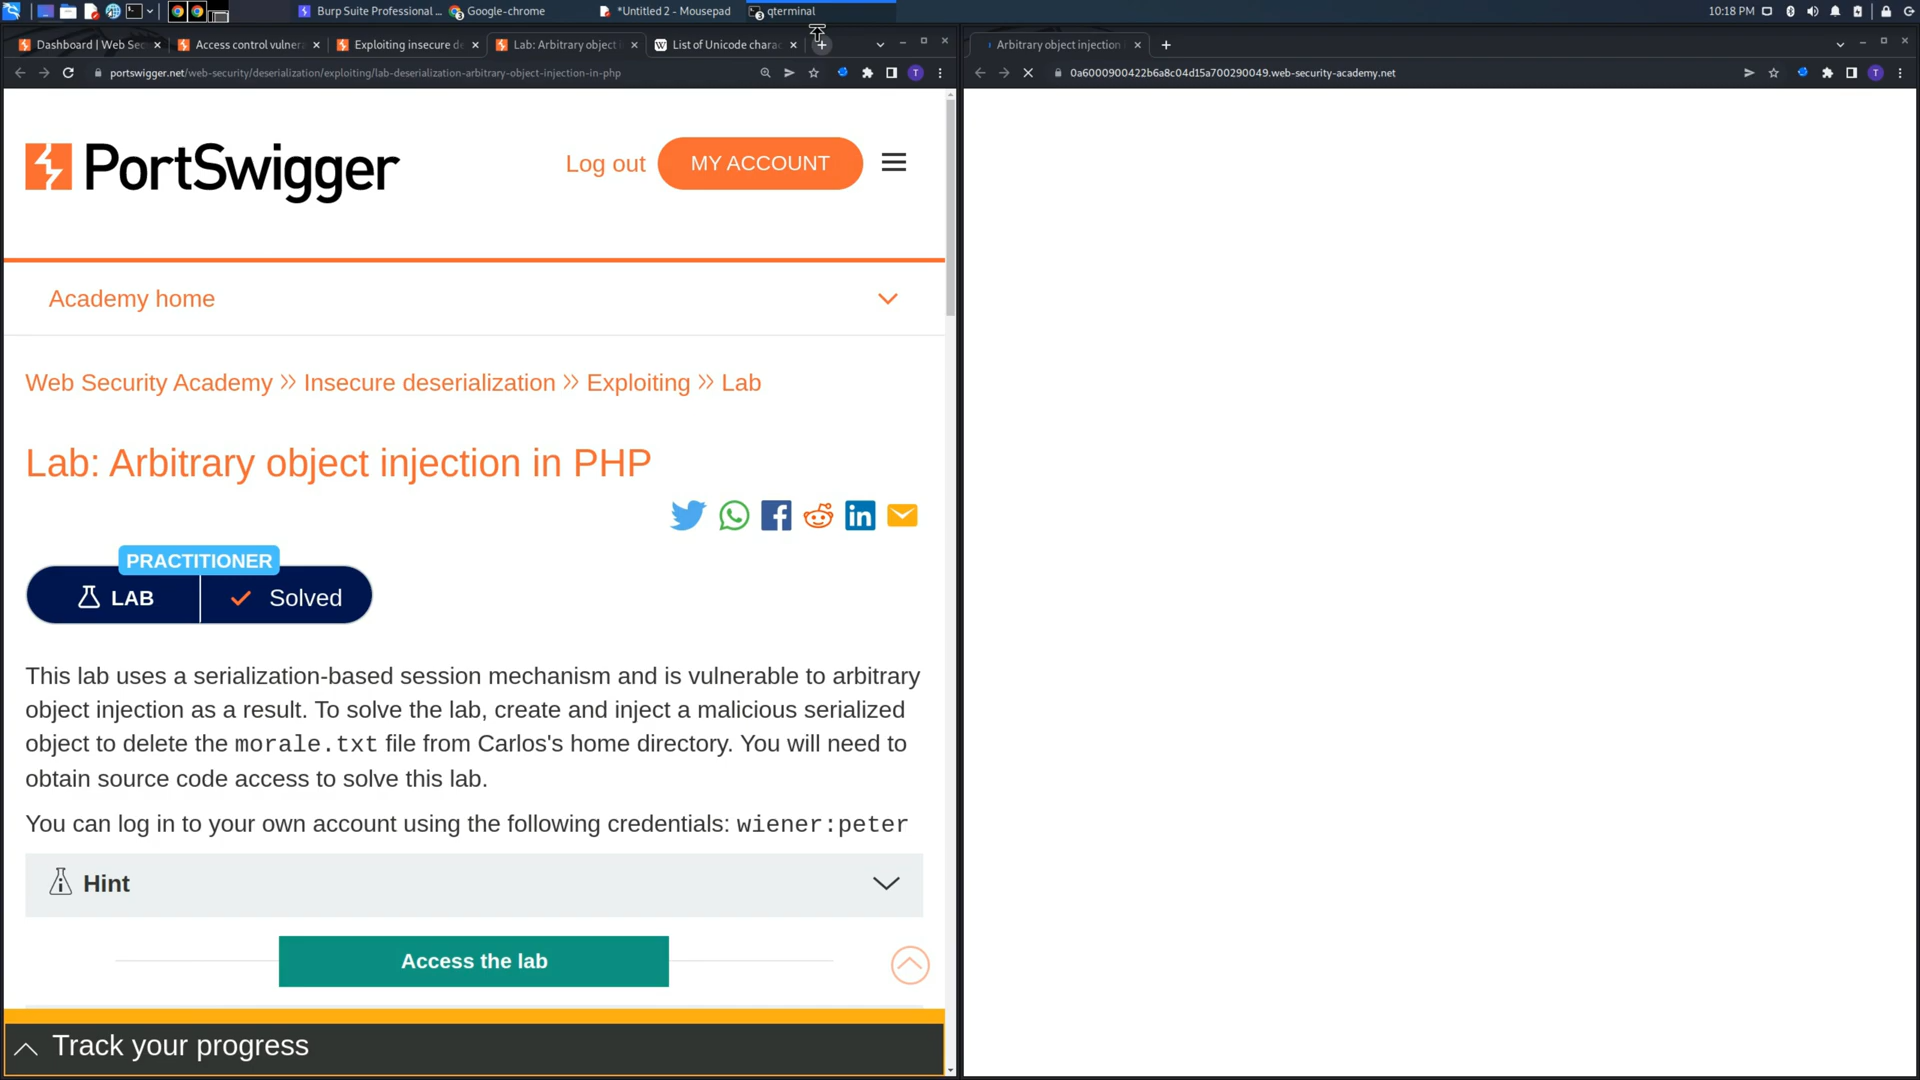 Burp Suite Professional ...
Google-chrome
*Untitled 2 - Mousepad
qterminal
10:18 PM
Dashboard | Web Sec
Access control vulner
Exploiting insecure de
Lab: Arbitrary object i
List of Unicode charac
Arbitrary object injection
portswigger.net/web-security/deserialization/exploiting/lab-deserialization-arbitrary-object-injection-in-php
0a6000900422b6a8c04d15a700290049.web-security-academy.net
PortSwigger
Log out
MY ACCOUNT
Academy home
Web Security Academy » Insecure deserialization » Exploiting » Lab
Lab: Arbitrary object injection in PHP
PRACTITIONER
LAB
Solved
This lab uses a serialization-based session mechanism and is vulnerable to arbitrary
object injection as a result. To solve the lab, create and inject a malicious serialized
object to delete the morale.txt file from Carlos's home directory. You will need to
obtain source code access to solve this lab.
You can log in to your own account using the following credentials: wiener:peter
Hint
Access the lab
Track your progress